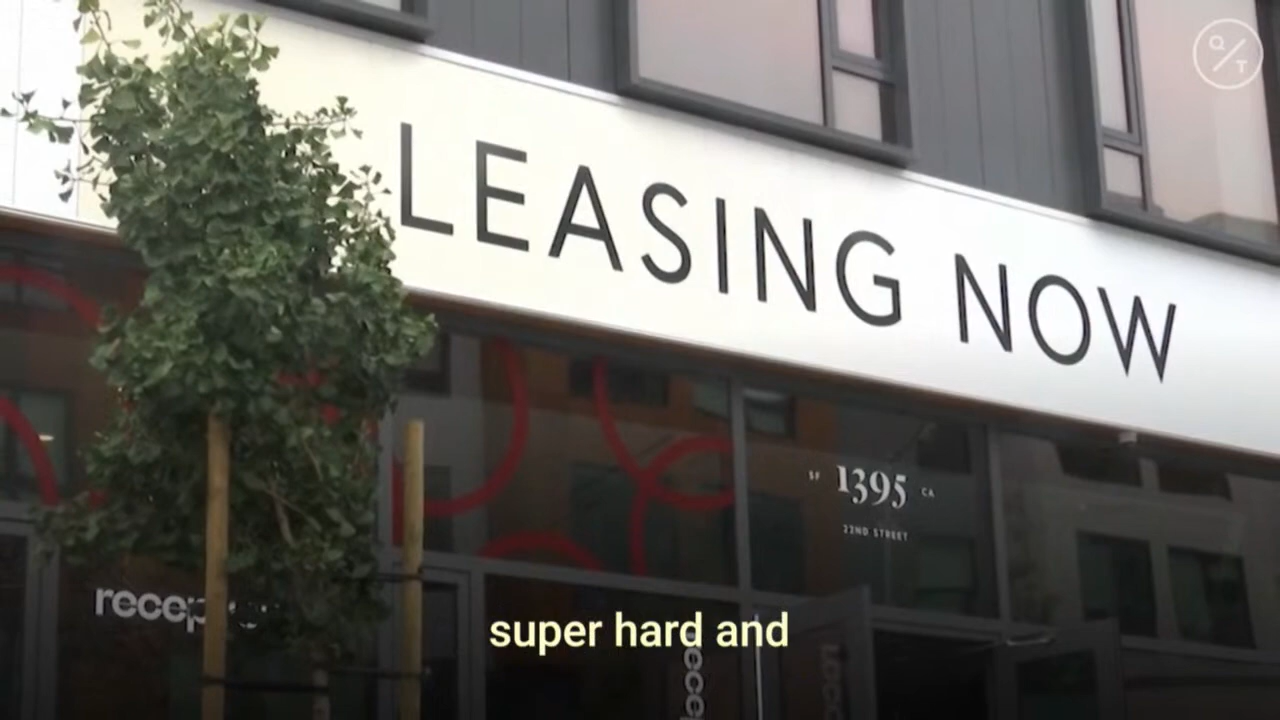 Q/T
LEASING NOW
SF 1395 CA
22ND STREET
super hard and